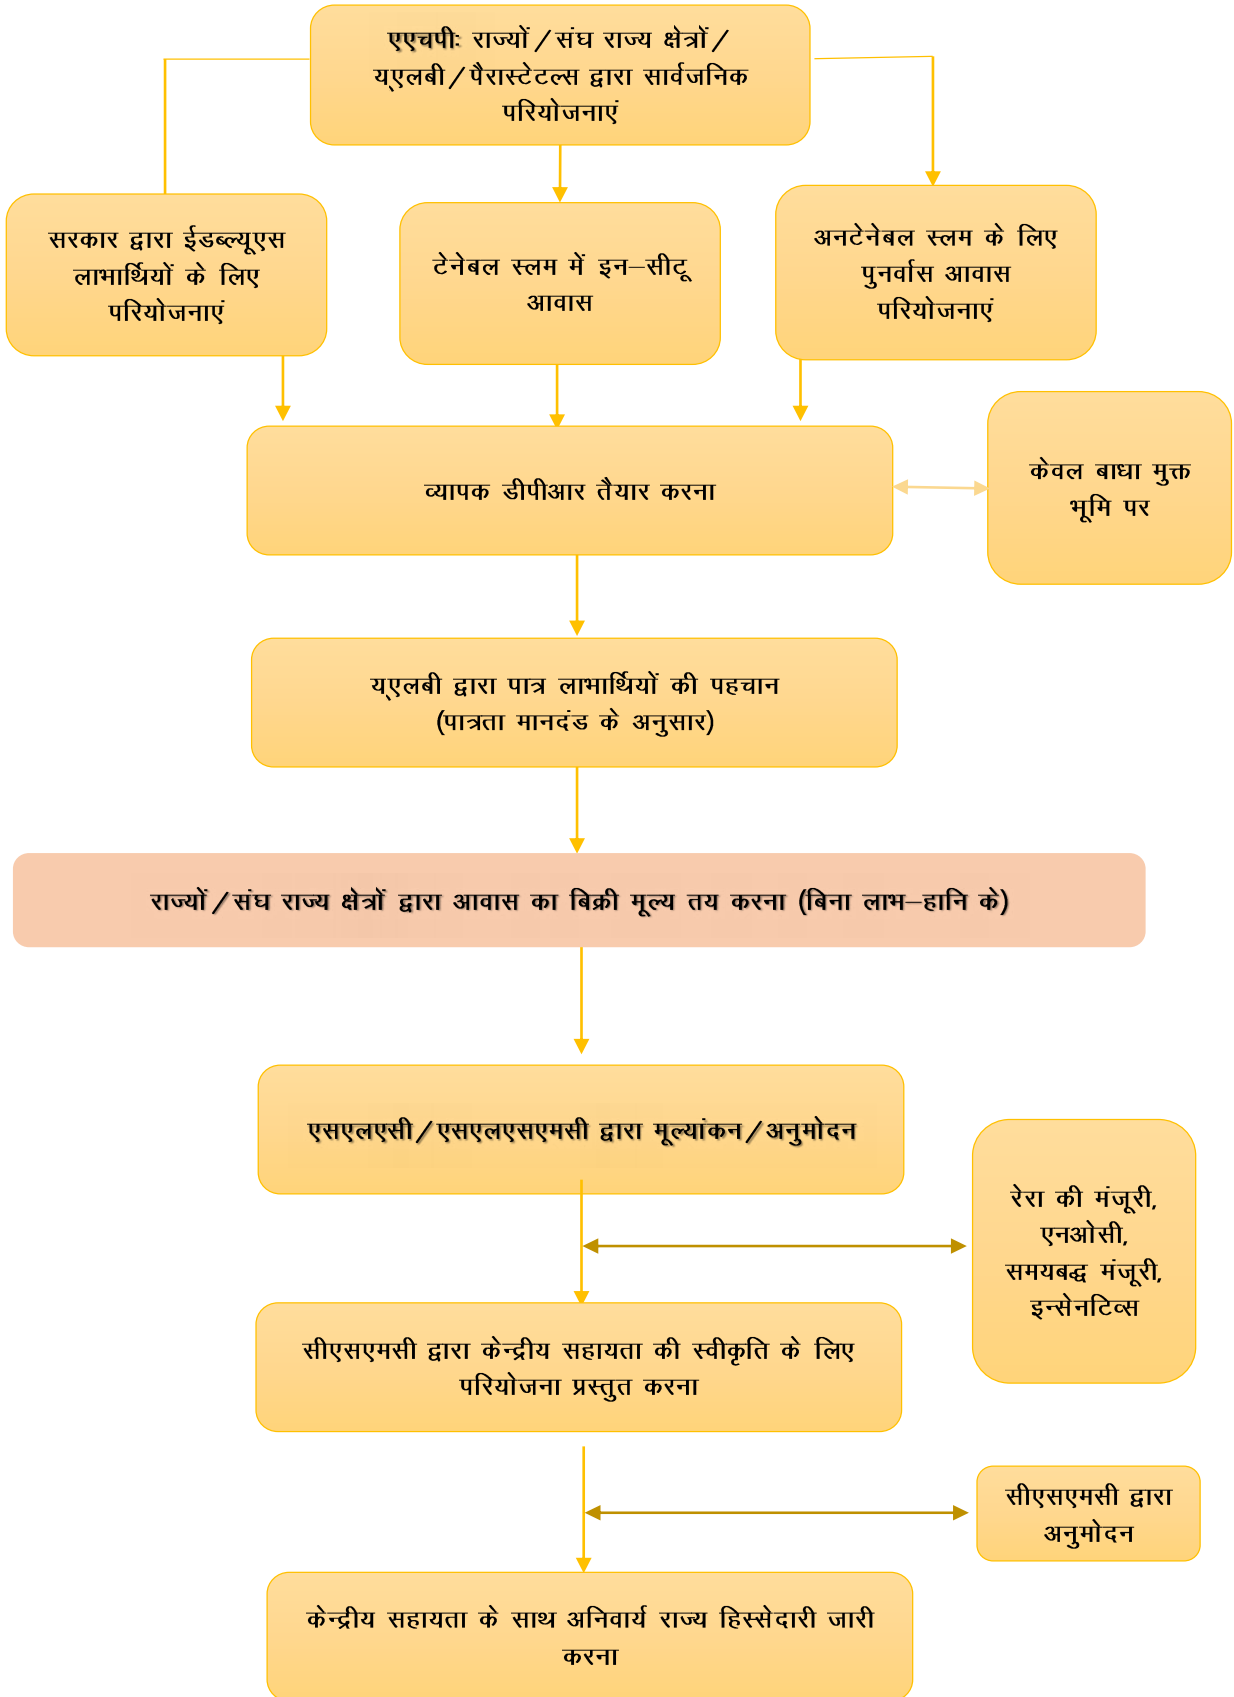 एएचपीः राज्यों/संघ राज्य क्षेत्रों/
यूएलबी/पैरास्टेटल्स द्वारा सार्वजनिक
परियोजनाएं
सरकार द्वारा ईडब्ल्यूएस
लाभार्थियों के लिए
परियोजनाएं
टेनेबल स्लम में इन–सीटू
आवास
अनटेनेबल स्लम के लिए
पुनर्वास आवास
परियोजनाएं
व्यापक डीपीआर तैयार करना
केवल बाधा मुक्त
भूमि पर
यूएलबी द्वारा पात्र लाभार्थियों की पहचान
(पात्रता मानदंड के अनुसार)
राज्यों/संघ राज्य क्षेत्रों द्वारा आवास का बिक्री मूल्य तय करना (बिना लाभ–हानि के)
एसएलएसी/एसएलएसएमसी द्वारा मूल्यांकन/अनुमोदन
रेरा की मंजूरी,
एनओसी,
समयबद्ध मंजूरी,
इन्सेनटिव्स
सीएसएमसी द्वारा केन्द्रीय सहायता की स्वीकृति के लिए
परियोजना प्रस्तुत करना
सीएसएमसी द्वारा
अनुमोदन
केन्द्रीय सहायता के साथ अनिवार्य राज्य हिस्सेदारी जारी
करना